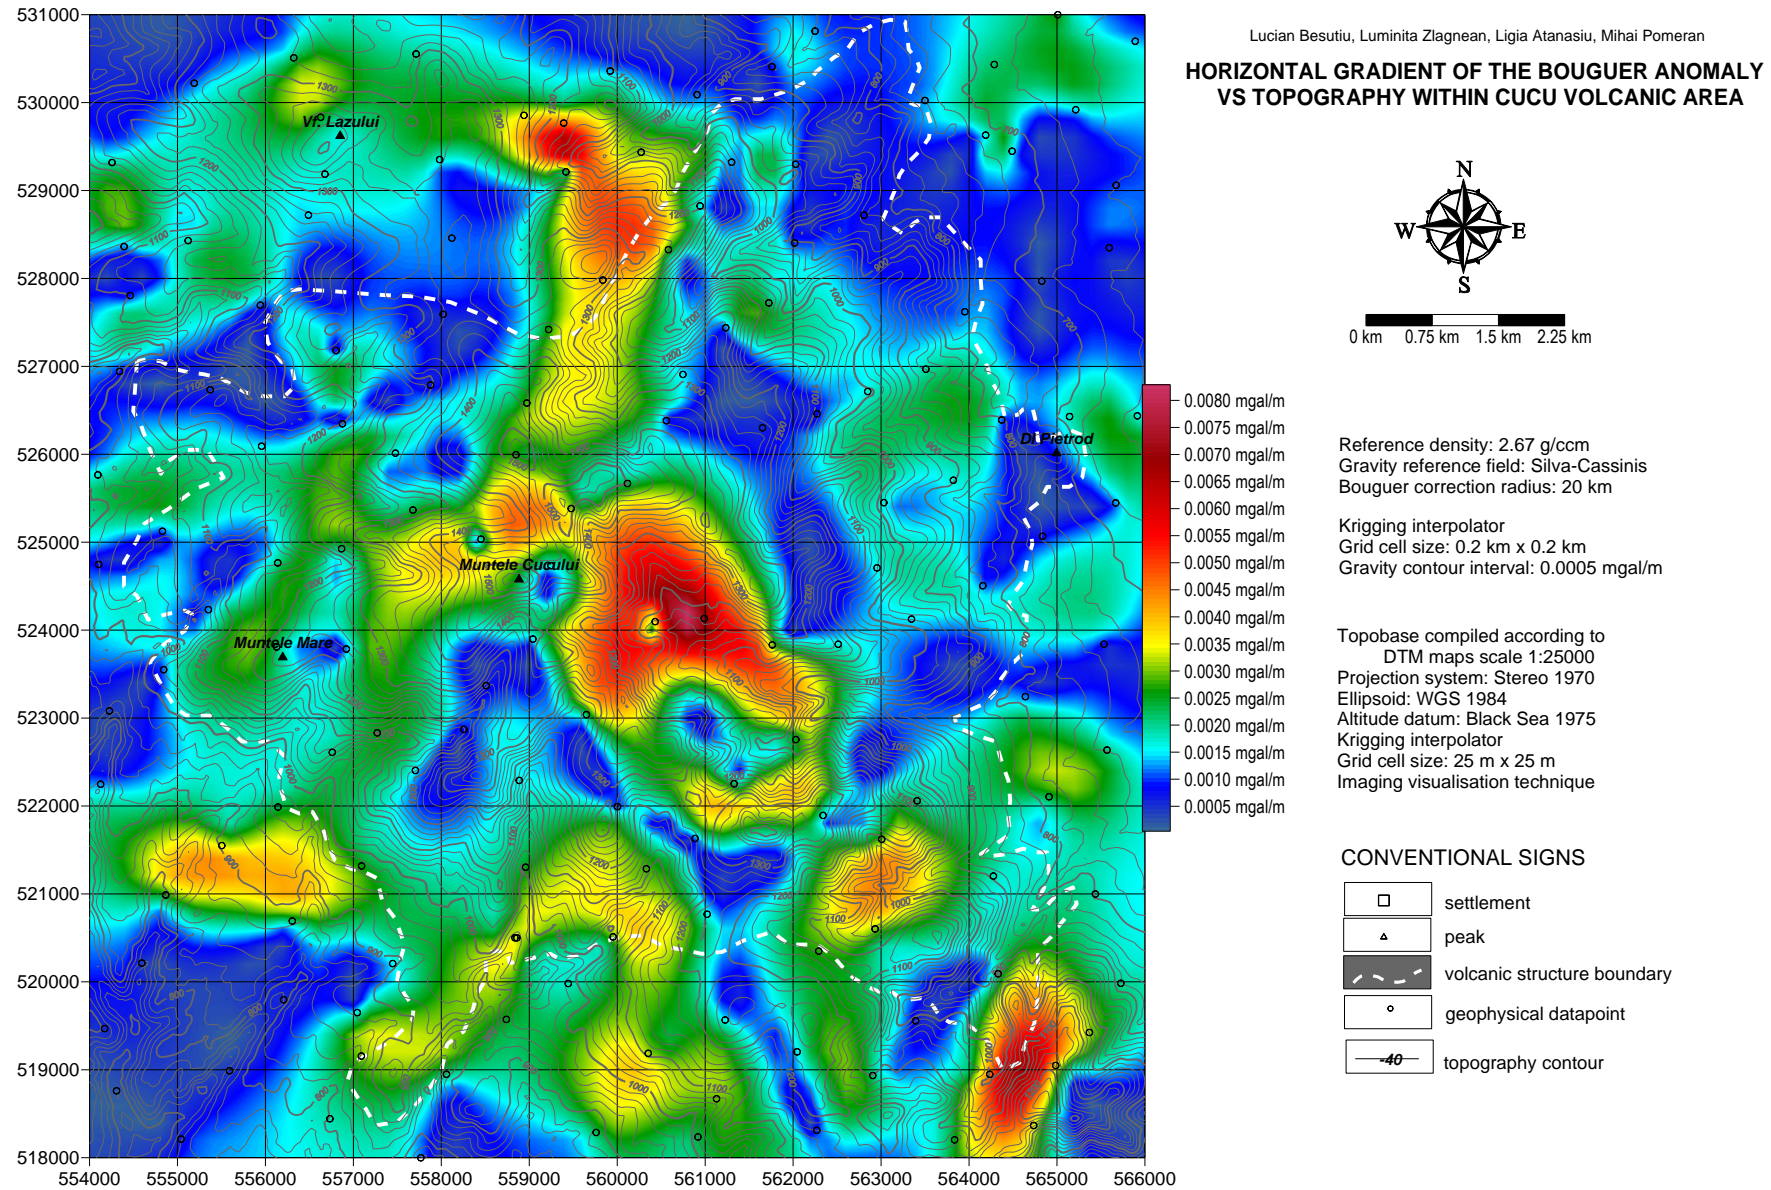 Lucian Besutiu, Luminita Zlagnean, Ligia Atanasiu, Mihai Pomeran
HORIZONTAL GRADIENT OF THE BOUGUER ANOMALY
VS TOPOGRAPHY WITHIN CUCU VOLCANIC AREA
N
W E
S
0 km 0.75 km 1.5 km 2.25 km
531000
530000
529000
528000
527000
526000
525000
524000
523000
522000
521000
520000
519000
518000
554000 555000 556000 557000 558000 559000 560000 561000 562000 563000 564000 565000 566000
Vf. Lazului
Muntele Cucului
Muntele Mare
Dl Pietrod
0.0080 mgal/m
0.0075 mgal/m
0.0070 mgal/m
0.0065 mgal/m
0.0060 mgal/m
0.0055 mgal/m
0.0050 mgal/m
0.0045 mgal/m
0.0040 mgal/m
0.0035 mgal/m
0.0030 mgal/m
0.0025 mgal/m
0.0020 mgal/m
0.0015 mgal/m
0.0010 mgal/m
0.0005 mgal/m
Reference density: 2.67 g/ccm
Gravity reference field: Silva-Cassinis
Bouguer correction radius: 20 km
Krigging interpolator
Grid cell size: 0.2 km x 0.2 km
Gravity contour interval: 0.0005 mgal/m
Topobase compiled according to
DTM maps scale 1:25000
Projection system: Stereo 1970
Ellipsoid: WGS 1984
Altitude datum: Black Sea 1975
Krigging interpolator
Grid cell size: 25 m x 25 m
Imaging visualisation technique
CONVENTIONAL SIGNS
settlement
peak
volcanic structure boundary
geophysical datapoint
-40 topography contour